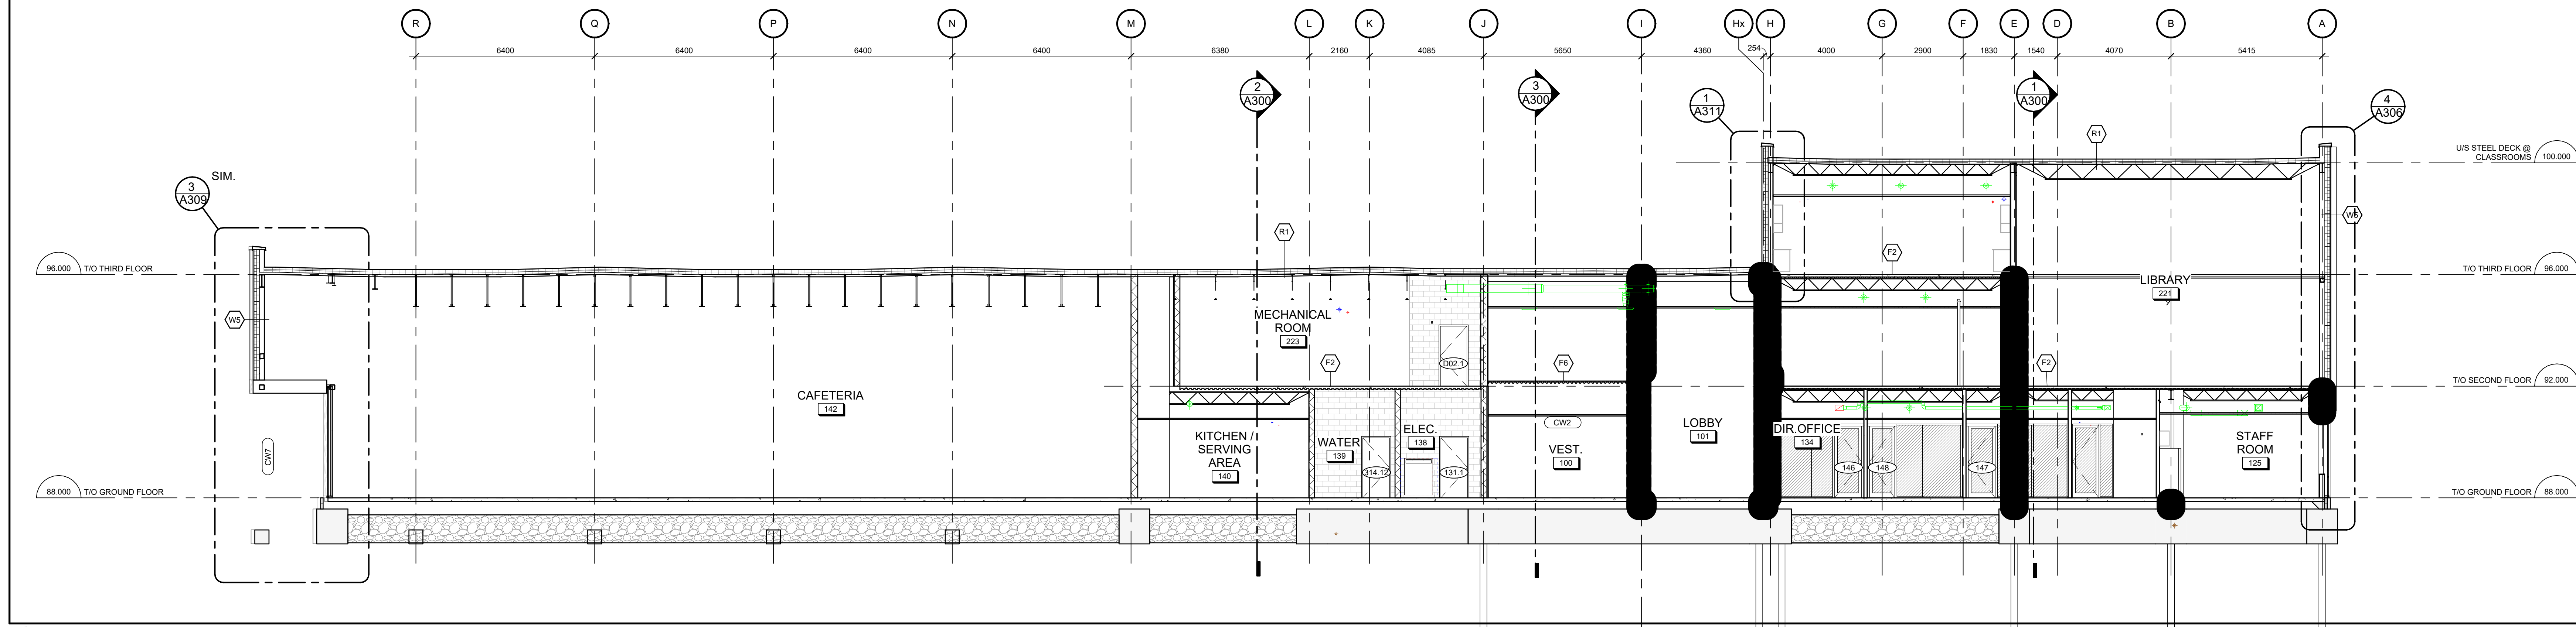 R Q P N M L K J I Hx H G F E D B A
6400 6400 6400 6400 6380 2160 4085 5650 4360 254 4000 2900 1830 1540 4070 5415
2
A300
3
A300
1
A311
1
A300
4
A306
R1
U/S STEEL DECK @
CLASSROOMS
100.000
SIM.
3
A309
W5
R1
F2
96.000 T/O THIRD FLOOR
T/O THIRD FLOOR 96.000
LIBRARY
221
W5
MECHANICAL
ROOM
223
F2
D02.1
F6
F2
T/O SECOND FLOOR 92.000
CAFETERIA
142
CW7
KITCHEN /
SERVING
AREA
140
WATER
139
314.12
ELEC.
138
131.1
CW2
VEST.
100
LOBBY
101
DIR.OFFICE
134
146
148
147
STAFF
ROOM
125
88.000 T/O GROUND FLOOR
T/O GROUND FLOOR 88.000